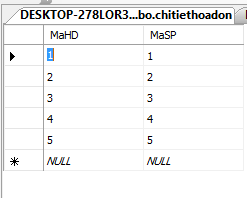 DESKTOP-278LOR3...bo.chitiethoadon
MaHD MaSP
1 1
2 2
3 3
4 4
5 5
NULL NULL